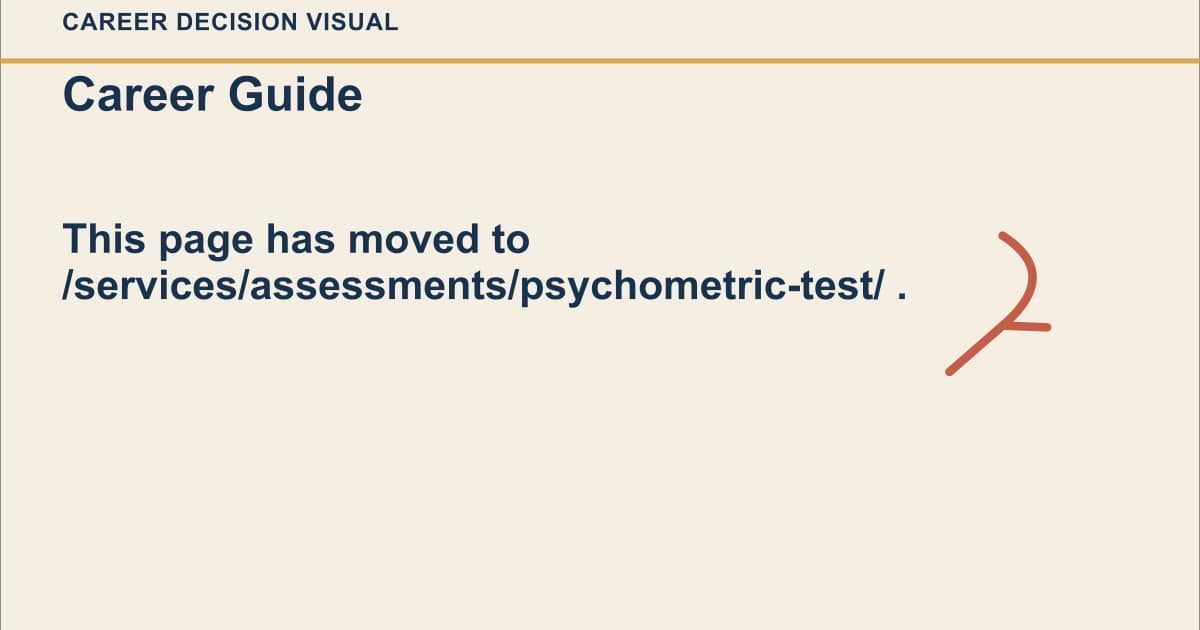 CAREER DECISION VISUAL
Career Guide
This page has moved to
/services/assessments/psychometric-test/ .